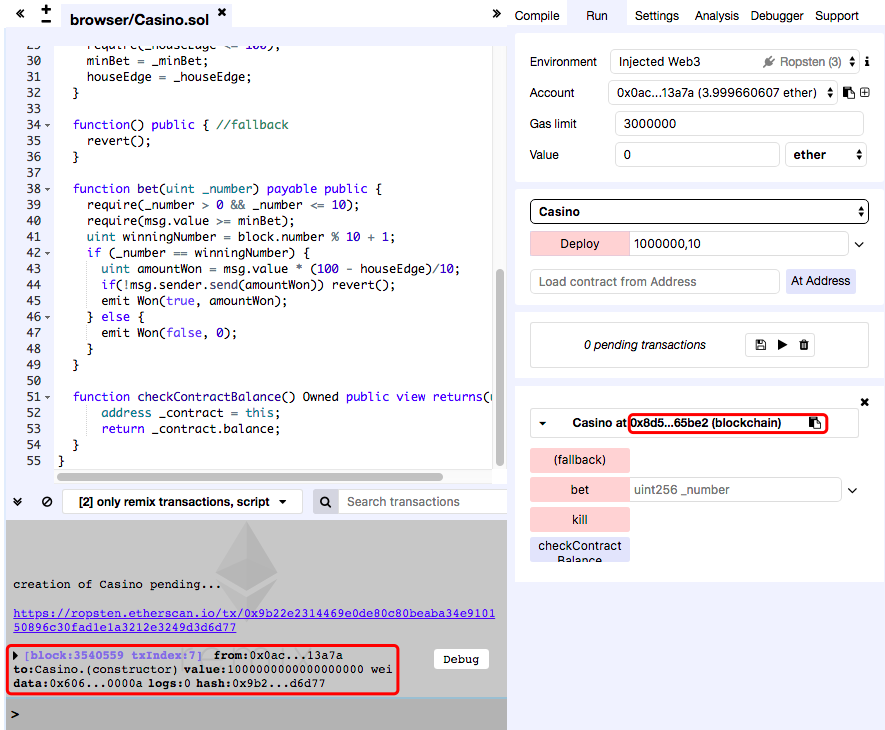 browser/Casino.sol
Compile Run Settings Analysis Debugger Support
29 require(_houseEdge <= 100);
30 minBet = _minBet;
31 houseEdge = _houseEdge;
32 }
33
34 function() public { //fallback
35 revert();
36 }
37
38 function bet(uint _number) payable public {
39 require(_number > 0 && _number <= 10);
40 require(msg.value >= minBet);
41 uint winningNumber = block.number % 10 + 1;
42 if (_number == winningNumber) {
43 uint amountWon = msg.value * (100 - houseEdge)/10;
44 if(!msg.sender.send(amountWon)) revert();
45 emit Won(true, amountWon);
46 } else {
47 emit Won(false, 0);
48 }
49 }
50
51 function checkContractBalance() Owned public view returns(
52 address _contract = this;
53 return _contract.balance;
54 }
55 }
[2] only remix transactions, script
Search transactions
creation of Casino pending...
https://ropsten.etherscan.io/tx/0x9b22e2314469e0de80c80beaba34e9101
50896c30fad1e1a3212e3249d3d6d77
[block:3540559 txIndex:7] from:0x0ac...13a7a
to:Casino.(constructor) value:1000000000000000000 wei
data:0x606...0000a logs:0 hash:0x9b2...d6d77
Debug
>
Environment Injected Web3 Ropsten (3)
Account 0x0ac...13a7a (3.999660607 ether)
Gas limit 3000000
Value 0 ether
Casino
Deploy 1000000,10
Load contract from Address At Address
0 pending transactions
Casino at 0x8d5...65be2 (blockchain)
(fallback)
bet uint256 _number
kill
checkContract
Balance